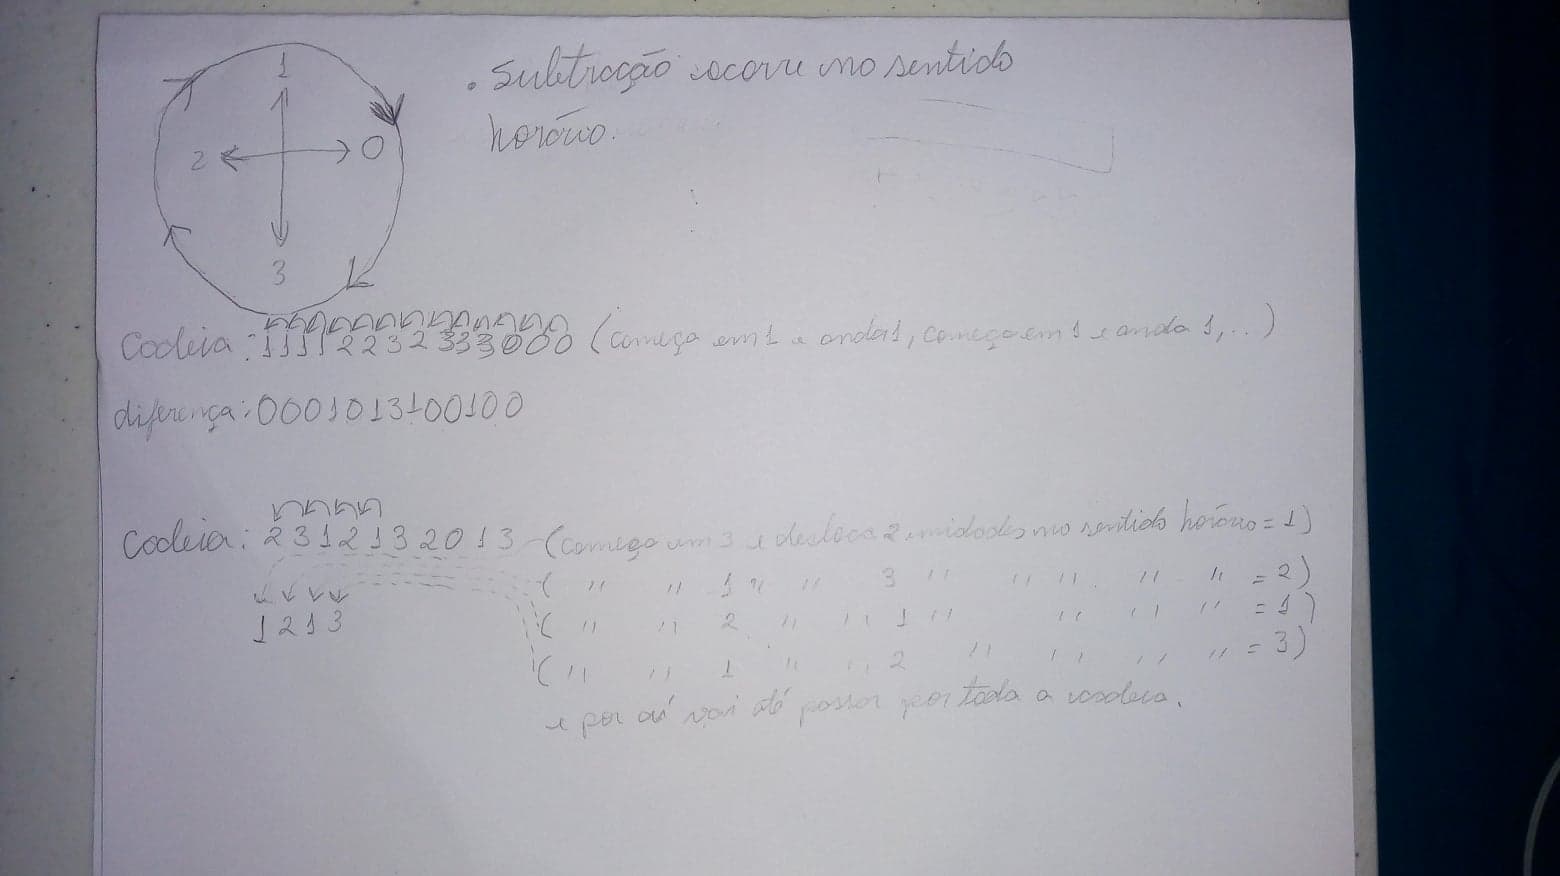 1
. Subtração ocorre no sentido
2 0
horário.
3
Cadeia: 11112232333000 (começa em 1 e anda 1, começa em 1 e anda 1,...)
diferença: 0001013100100
Cadeia: 2312132013 - (começa em 3 e desloca 2 unidades no sentido horário = 1)
( " " 1 " " 3 " " " " " = 2)
1213 ( " " 2 " " 1 " " " " = 1)
( " " 1 " " 2 " " " " = 3)
e por aí vai até passar por toda a cadeia.